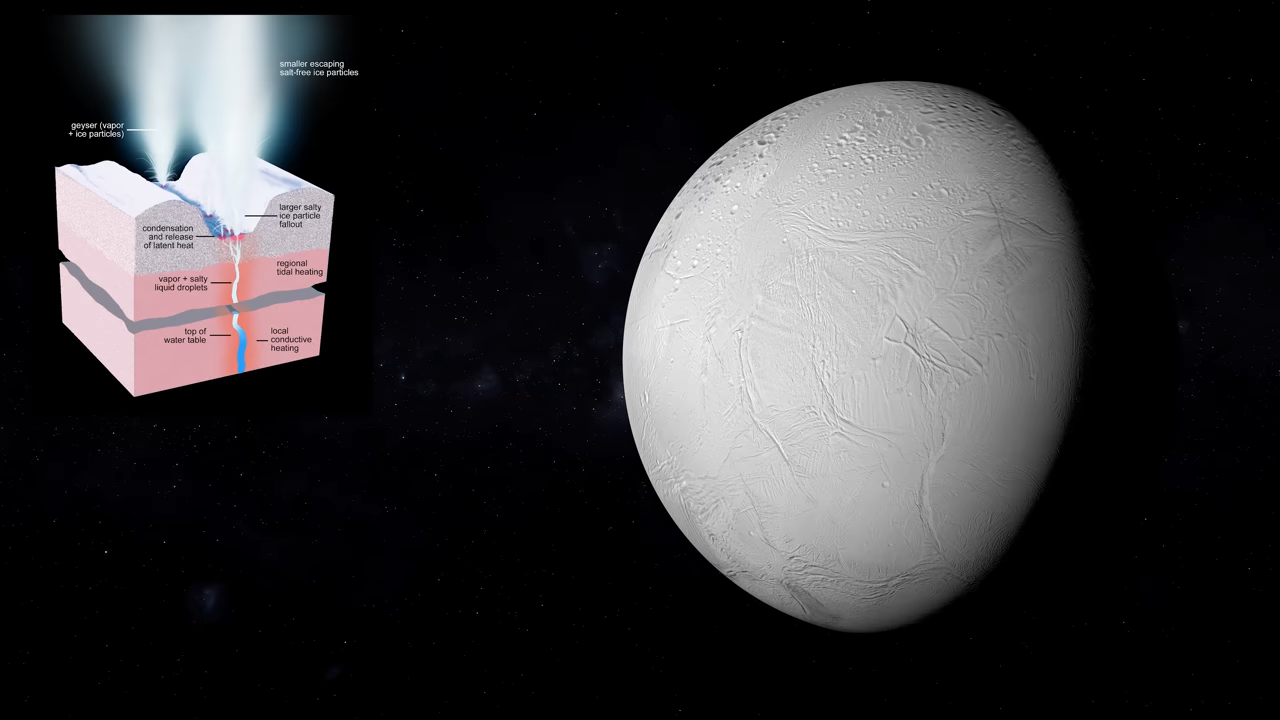 smaller escaping
salt-free ice particles
geyser (vapor
+ ice particles)
larger salty
ice particle
fallout
condensation
and release
of latent heat
regional
tidal heating
vapor + salty
liquid droplets
top of
water table
local
conductive
heating